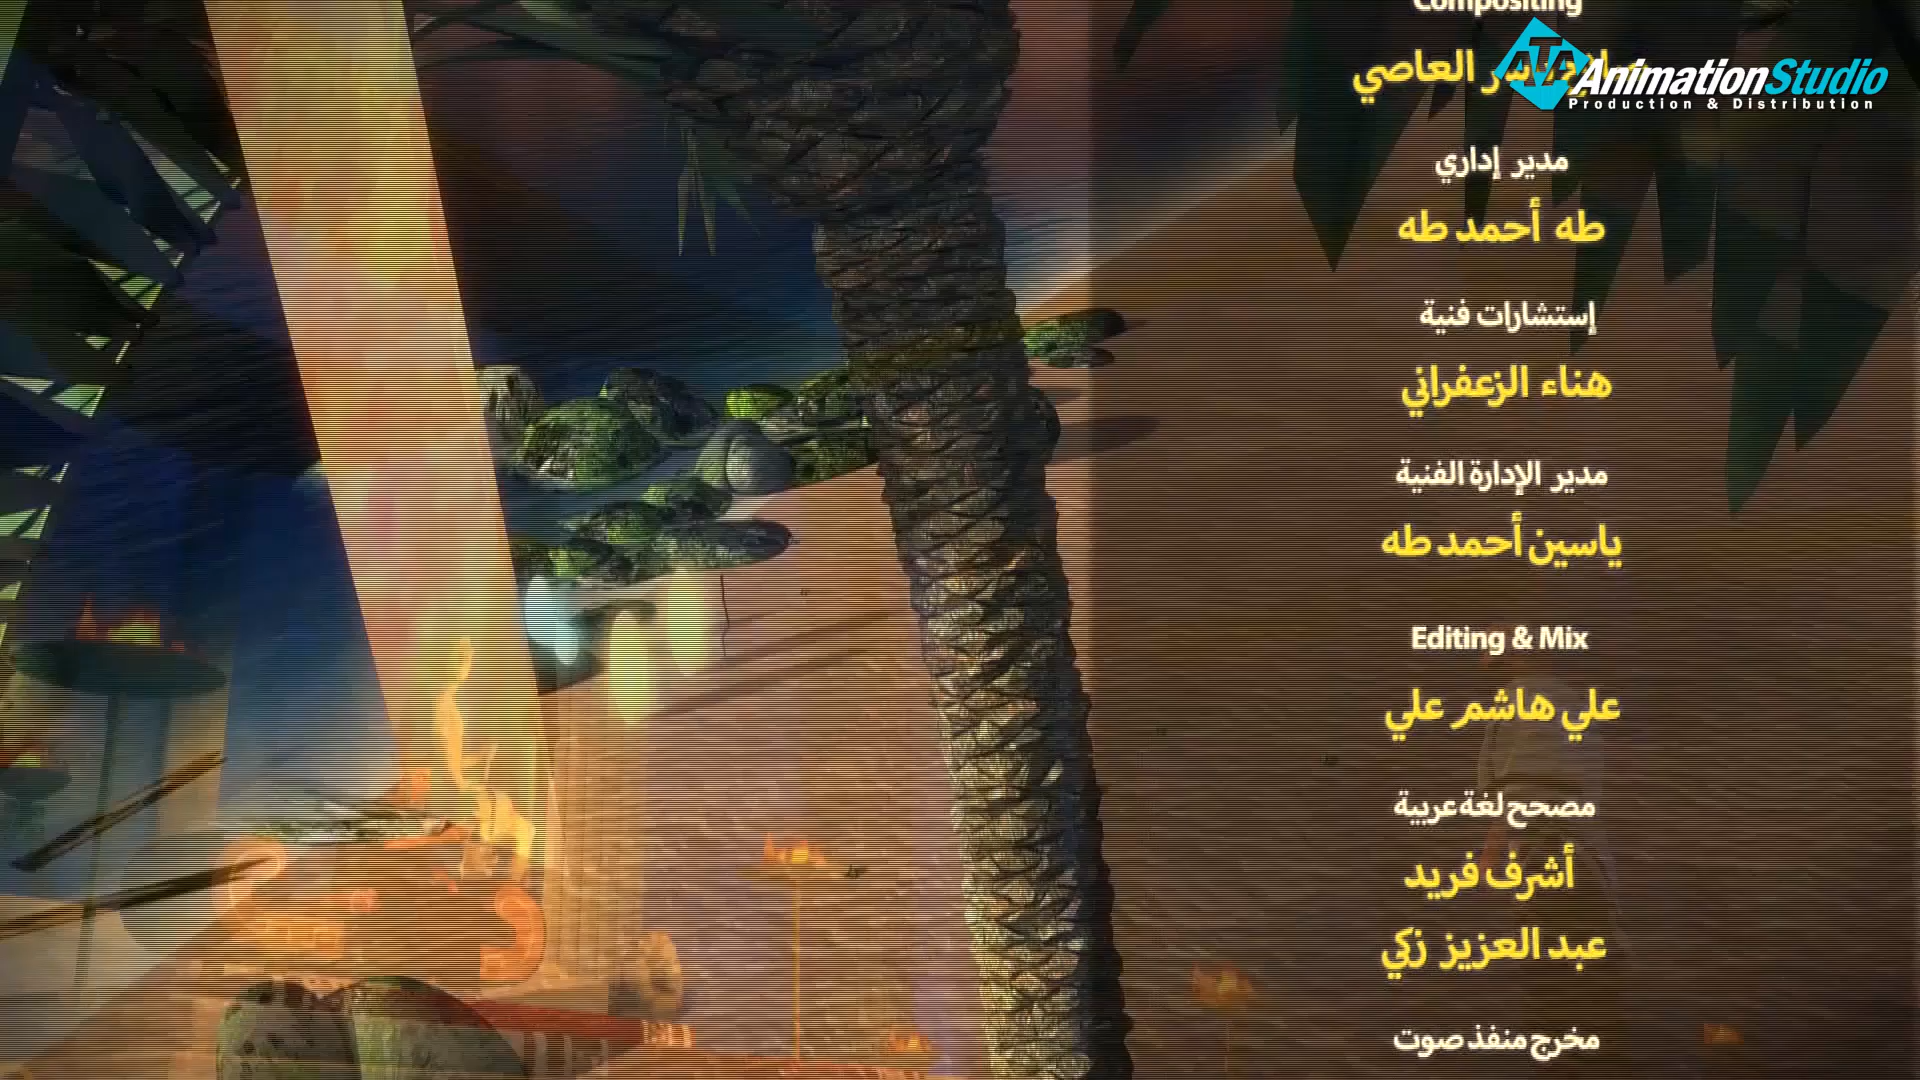 Compositing
العاصي
ATA
AnimationStudio
Production & Distribution
مدير إداري
طه أحمد طه
إستشارات فنية
هناء الزعفراني
مدير الإدارة الفنية
ياسين أحمد طه
Editing & Mix
علي هاشم علي
مصحح لغة عربية
أشرف فريد
عبد العزيز زكي
مخرج منفذ صوت